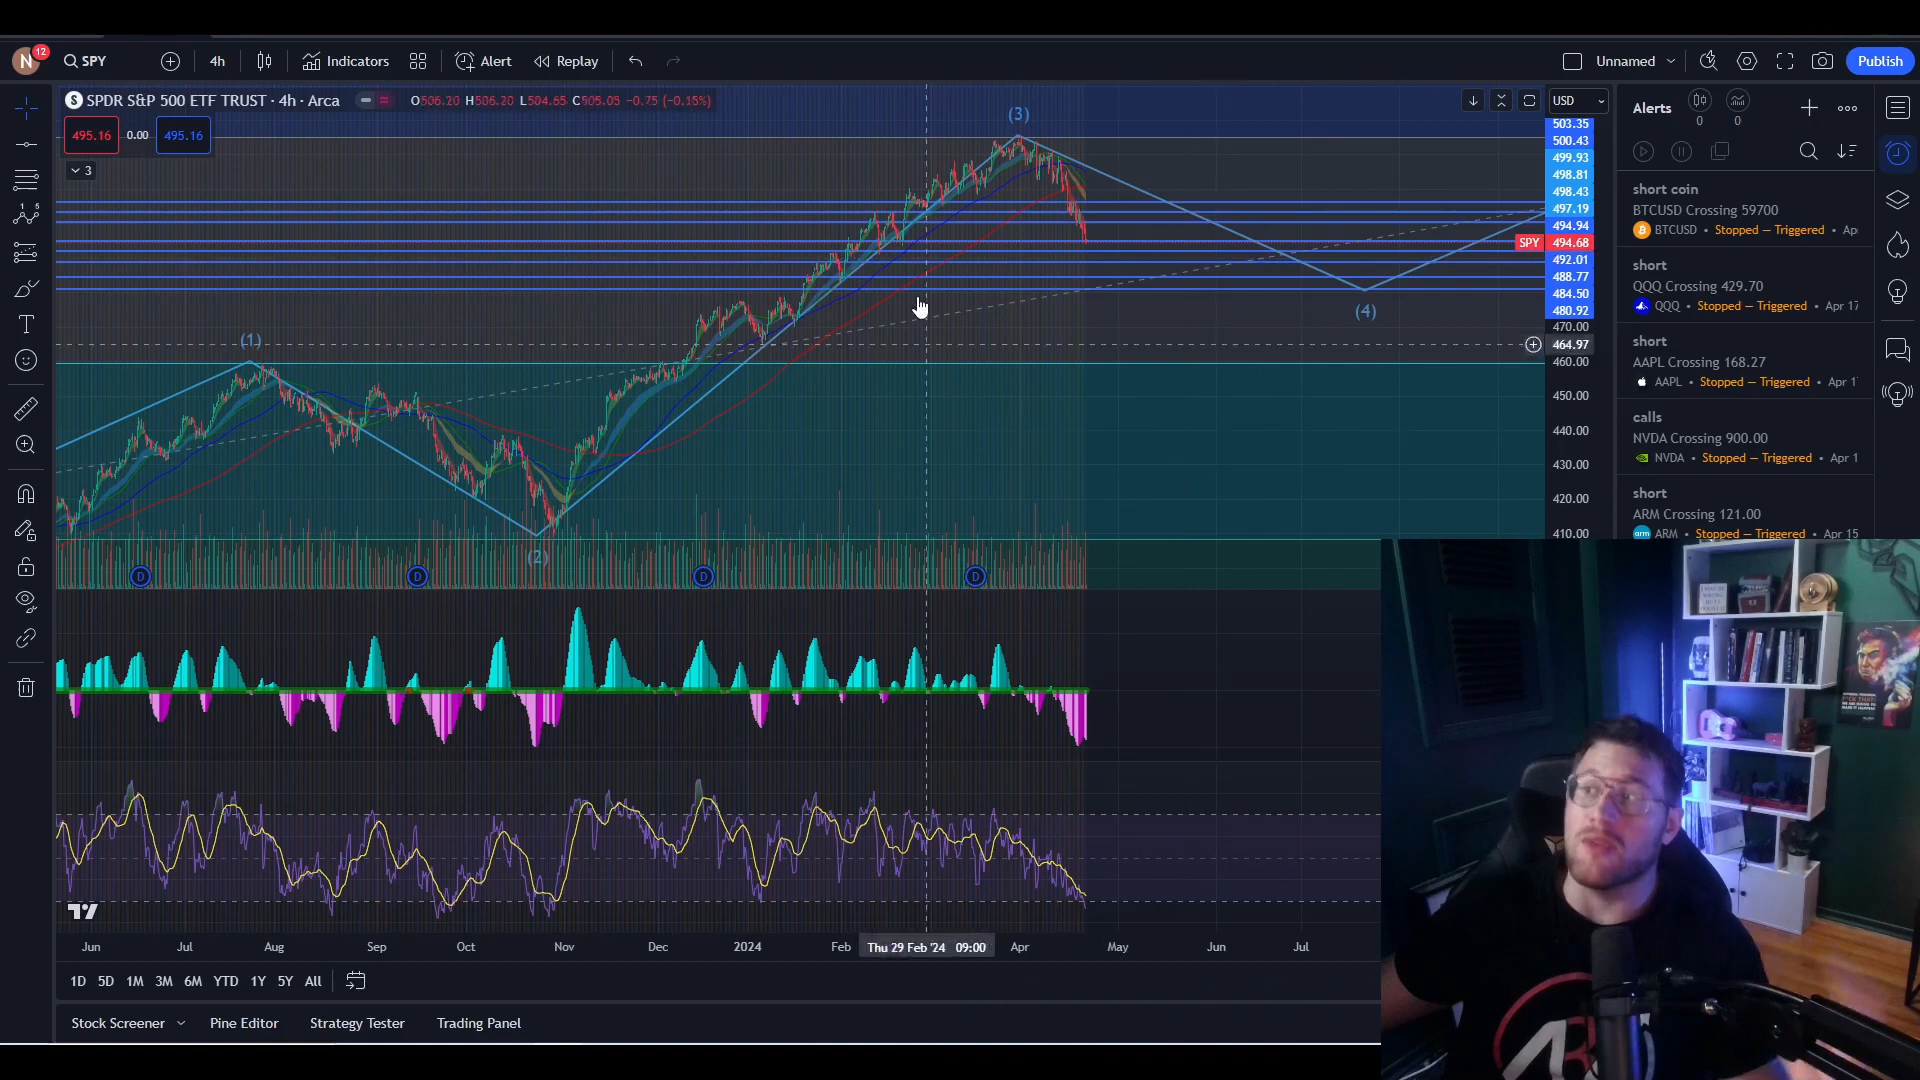 N 12 SPY 4h Indicators Alert Replay Unnamed Publish
S SPDR S&P 500 ETF TRUST · 4h · Arca O506.20 H506.20 L504.65 C505.03 −0.75 (−0.15%) USD
495.16 0.00 495.16
3
(1)
(2)
(3)
(4)
D D D D
503.35
500.43
499.93
498.81
498.43
497.19
494.94
SPY 494.68
492.01
488.77
484.50
480.92
470.00
464.97
460.00
450.00
440.00
430.00
420.00
410.00
Jun Jul Aug Sep Oct Nov Dec 2024 Feb Thu 29 Feb '24 09:00 Apr May Jun Jul
1D 5D 1M 3M 6M YTD 1Y 5Y All
Stock Screener Pine Editor Strategy Tester Trading Panel
Alerts 0 0
short coin
BTCUSD Crossing 59700
BTCUSD • Stopped — Triggered • Ap
short
QQQ Crossing 429.70
QQQ • Stopped — Triggered • Apr 17
short
AAPL Crossing 168.27
AAPL • Stopped — Triggered • Apr 1
calls
NVDA Crossing 900.00
NVDA • Stopped — Triggered • Apr 1
short
ARM Crossing 121.00
arm ARM • Stopped — Triggered • Apr 15